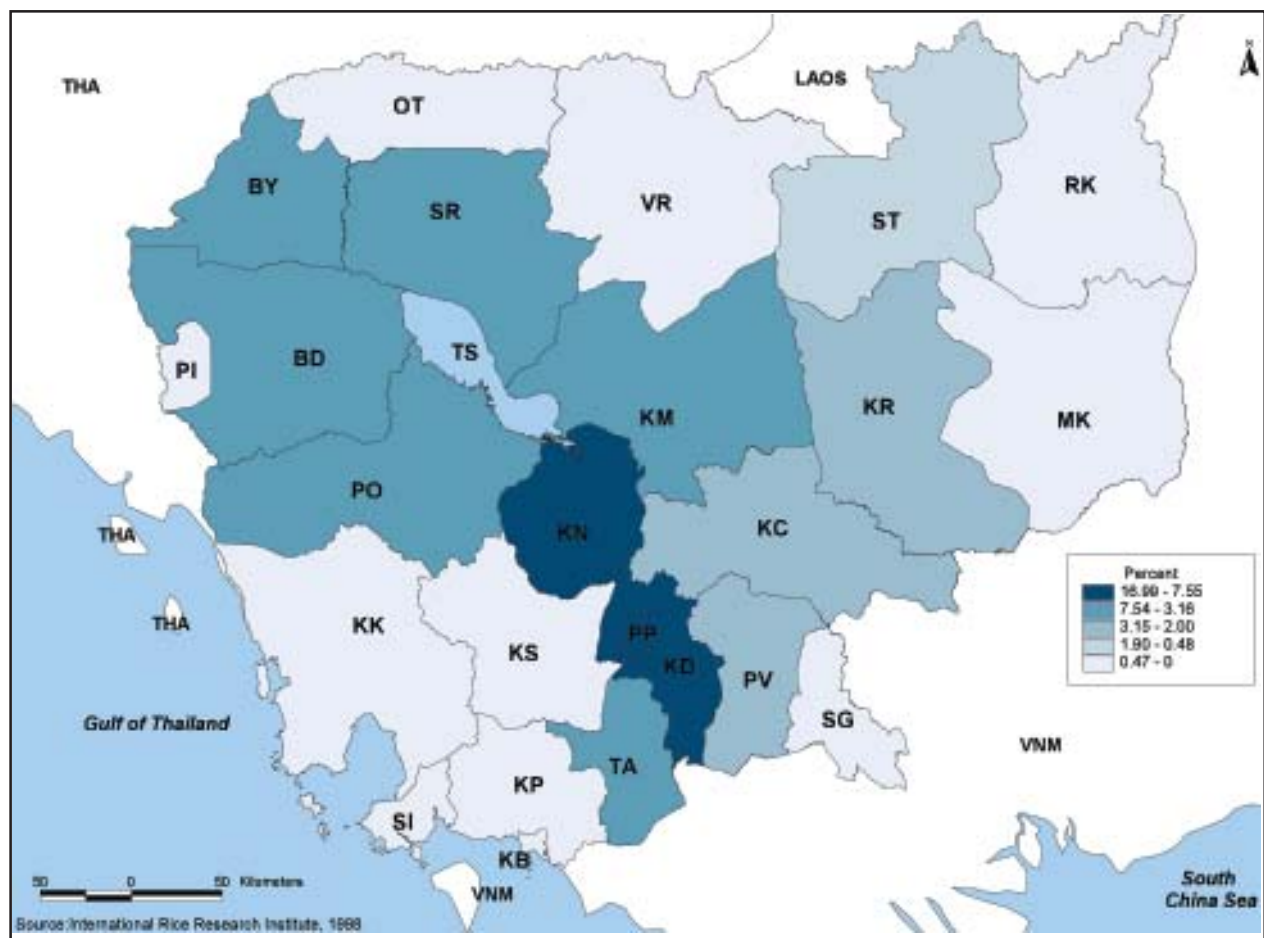 N
THA
LAOS
OT
BY
SR
VR
ST
RK
PI
BD
TS
KM
KR
MK
PO
KN
KC
THA
THA
KK
KS
PP
KD
PV
SG
Percent
16.99 - 7.55
7.54 - 3.16
3.15 - 2.00
1.90 - 0.48
0.47 - 0
Gulf of Thailand
VNM
TA
KP
SI
KB
VNM
50 0 50 Kilometers
South
China Sea
Source:International Rice Research Institute, 1998